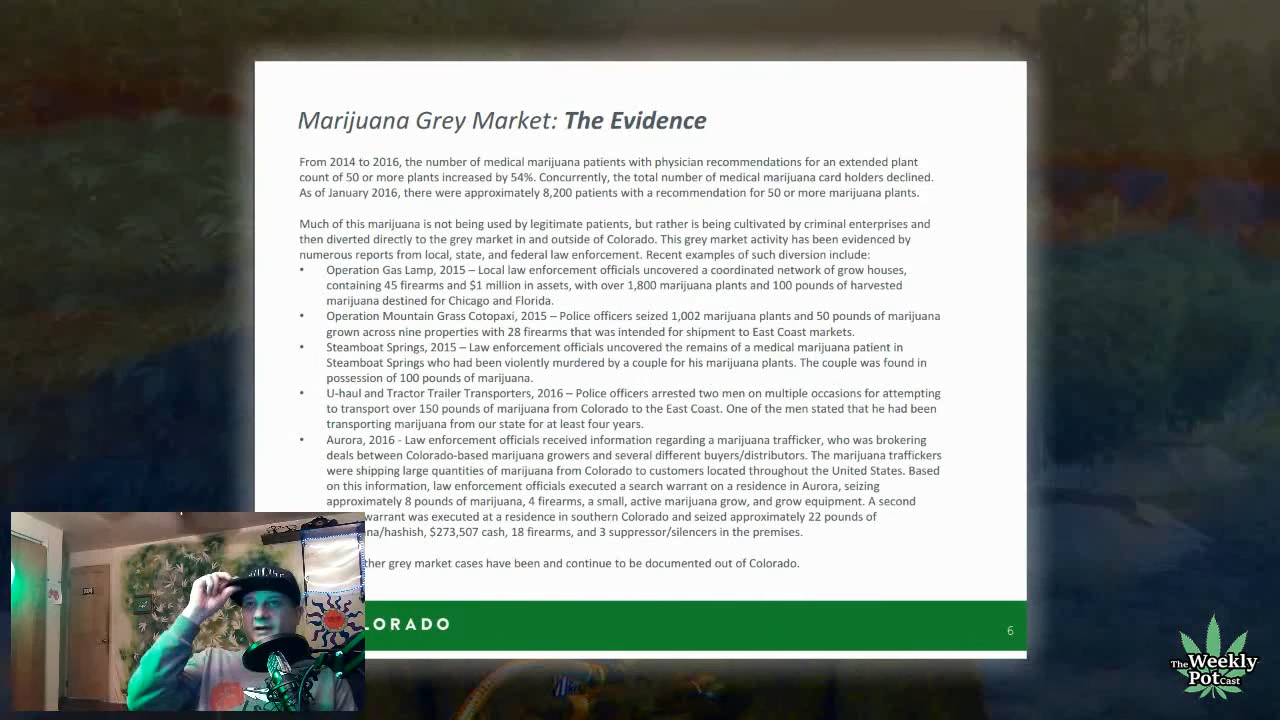 Marijuana Grey Market: The Evidence
From 2014 to 2016, the number of medical marijuana patients with physician recommendations for an extended plant
count of 50 or more plants increased by 54%. Concurrently, the total number of medical marijuana card holders declined.
As of January 2016, there were approximately 8,200 patients with a recommendation for 50 or more marijuana plants.
Much of this marijuana is not being used by legitimate patients, but rather is being cultivated by criminal enterprises and
then diverted directly to the grey market in and outside of Colorado. This grey market activity has been evidenced by
numerous reports from local, state, and federal law enforcement. Recent examples of such diversion include:
• Operation Gas Lamp, 2015 – Local law enforcement officials uncovered a coordinated network of grow houses,
containing 45 firearms and $1 million in assets, with over 1,800 marijuana plants and 100 pounds of harvested
marijuana destined for Chicago and Florida.
• Operation Mountain Grass Cotopaxi, 2015 – Police officers seized 1,002 marijuana plants and 50 pounds of marijuana
grown across nine properties with 28 firearms that was intended for shipment to East Coast markets.
• Steamboat Springs, 2015 – Law enforcement officials uncovered the remains of a medical marijuana patient in
Steamboat Springs who had been violently murdered by a couple for his marijuana plants. The couple was found in
possession of 100 pounds of marijuana.
• U-haul and Tractor Trailer Transporters, 2016 – Police officers arrested two men on multiple occasions for attempting
to transport over 150 pounds of marijuana from Colorado to the East Coast. One of the men stated that he had been
transporting marijuana from our state for at least four years.
• Aurora, 2016 - Law enforcement officials received information regarding a marijuana trafficker, who was brokering
deals between Colorado-based marijuana growers and several different buyers/distributors. The marijuana traffickers
were shipping large quantities of marijuana from Colorado to customers located throughout the United States. Based
on this information, law enforcement officials executed a search warrant on a residence in Aurora, seizing
approximately 8 pounds of marijuana, 4 firearms, a small, active marijuana grow, and grow equipment. A second
warrant was executed at a residence in southern Colorado and seized approximately 22 pounds of
na/hashish, $273,507 cash, 18 firearms, and 3 suppressor/silencers in the premises.
ther grey market cases have been and continue to be documented out of Colorado.
LORADO
6
The Weekly
PotCast